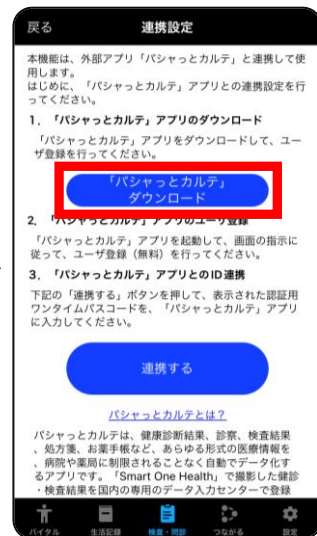 戻る 連携設定
本機能は、外部アプリ「パシャっとカルテ」と連携して使
用します。
はじめに、「パシャっとカルテ」アプリとの連携設定を行
ってください。
1．「パシャっとカルテ」アプリのダウンロード
「パシャっとカルテ」アプリをダウンロードして、ユー
ザ登録を行ってください。
「パシャっとカルテ」
ダウンロード
2．「パシャっとカルテ」アプリのユーザ登録
「パシャっとカルテ」アプリを起動して、画面の指示に
従って、ユーザ登録（無料）を行ってください。
3．「パシャっとカルテ」アプリとのID連携
下記の「連携する」ボタンを押して、表示された認証用
ワンタイムパスコードを、「パシャっとカルテ」アプリ
に入力してください。
連携する
パシャっとカルテとは？
パシャっとカルテは、健康診断結果、診察、検査結果
、処方箋、お薬手帳など、あらゆる形式の医療情報を
、病院や薬局に制限されることなく自動でデータ化す
るアプリです。「Smart One Health」で撮影した健診
・検査結果を国内の専用のデータ入力センターで登録
バイタル 生活記録 検査・問診 つながる 設定